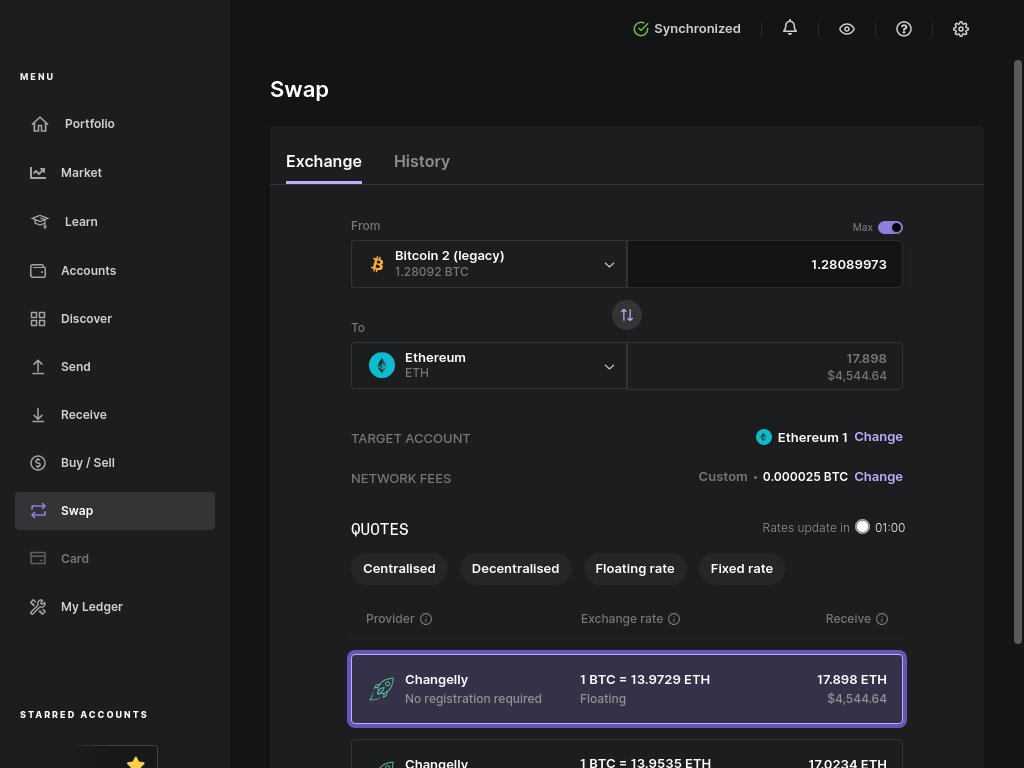 Synchronized
MENU
Portfolio
Market
Learn
Accounts
Discover
Send
Receive
Buy / Sell
Swap
Card
My Ledger
STARRED ACCOUNTS
Swap
Exchange
History
From
Max
Bitcoin 2 (legacy)
1.28092 BTC
1.28089973
To
Ethereum
ETH
17.898
$4,544.64
TARGET ACCOUNT
Ethereum 1 Change
NETWORK FEES
Custom • 0.000025 BTC Change
QUOTES
Rates update in 01:00
Centralised
Decentralised
Floating rate
Fixed rate
Provider
Exchange rate
Receive
Changelly
No registration required
1 BTC = 13.9729 ETH
Floating
17.898 ETH
$4,544.64
Changelly
1 BTC = 13.9535 ETH
17.0234 ETH